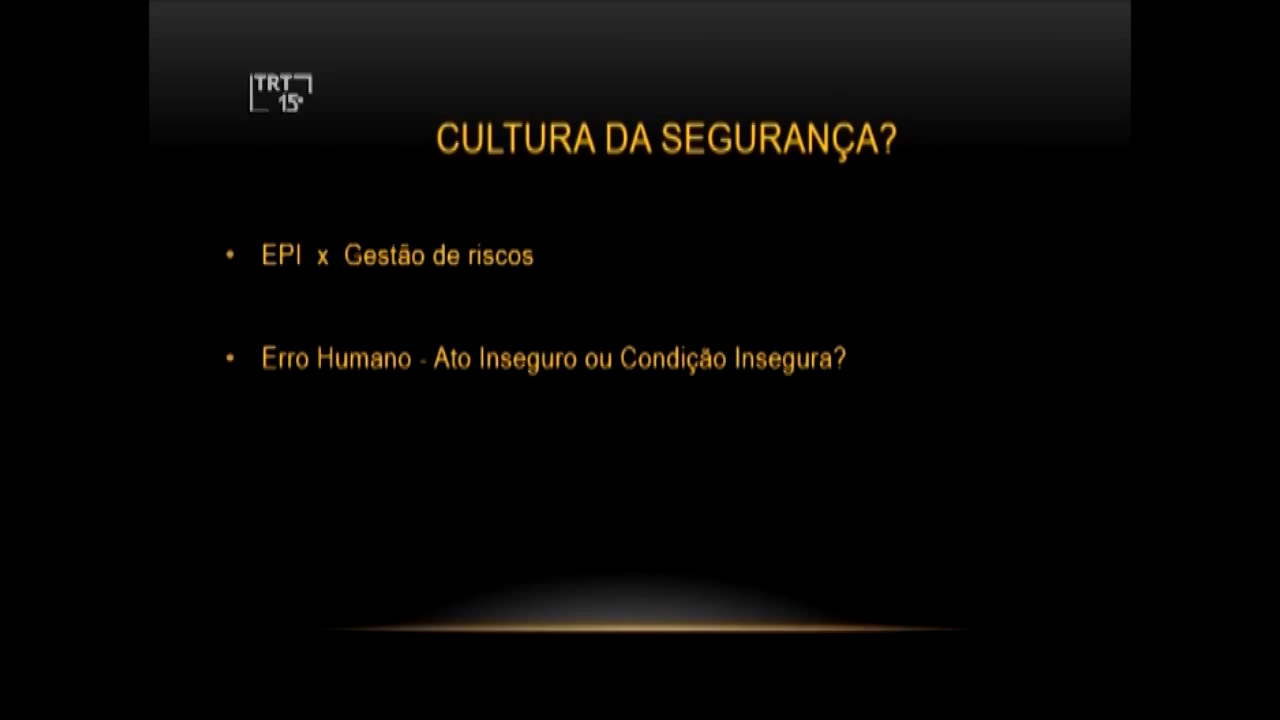 TRT
15ª
CULTURA DA SEGURANÇA?
• EPI x Gestão de riscos
• Erro Humano - Ato Inseguro ou Condição Insegura?